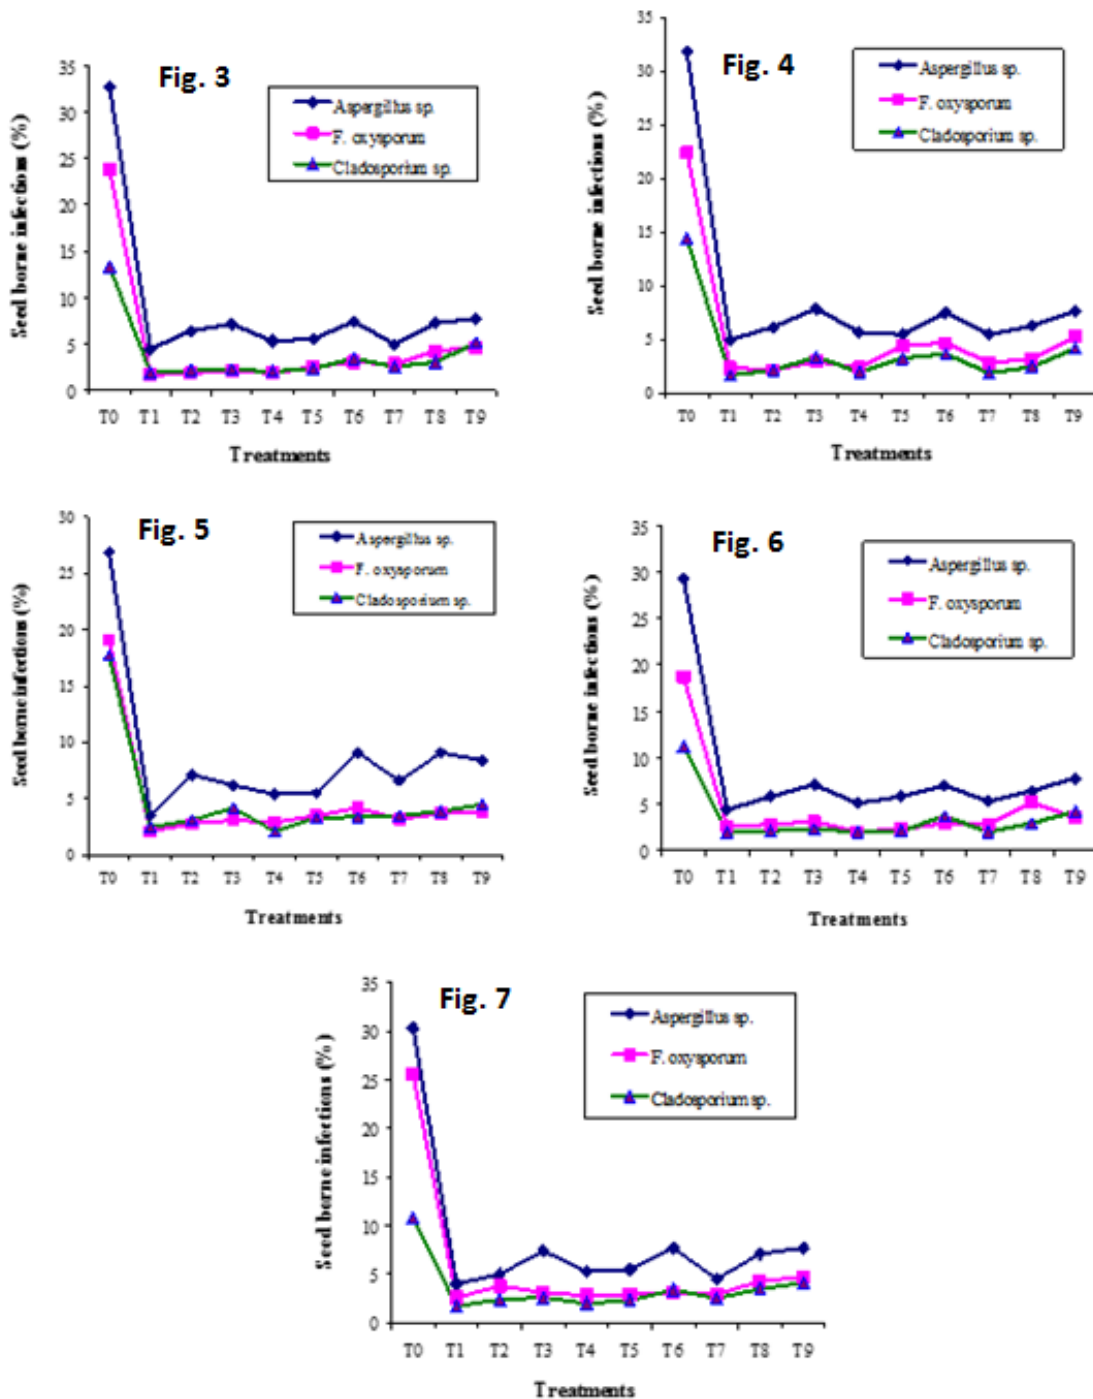 Fig. 3
Seed borne infections (%)
35
30
25
20
15
10
5
0
Aspergillus sp.
F. oxysporum
Cladosporium sp.
T0 T1 T2 T3 T4 T5 T6 T7 T8 T9
Treatments
Fig. 4
Seed borne infections (%)
35
30
25
20
15
10
5
0
Aspergillus sp.
F. oxysporum
Cladosporium sp.
T0 T1 T2 T3 T4 T5 T6 T7 T8 T9
Treatments
Fig. 5
Seed borne infections (%)
30
25
20
15
10
5
0
Aspergillus sp.
F. oxysporum
Cladosporium sp.
T0 T1 T2 T3 T4 T5 T6 T7 T8 T9
Treatments
Fig. 6
Seed borne infections (%)
35
30
25
20
15
10
5
0
Aspergillus sp.
F. oxysporum
Cladosporium sp.
T0 T1 T2 T3 T4 T5 T6 T7 T8 T9
Treatments
Fig. 7
Seed borne infections (%)
35
30
25
20
15
10
5
0
Aspergillus sp.
F. oxysporum
Cladosporium sp.
T0 T1 T2 T3 T4 T5 T6 T7 T8 T9
Treatments